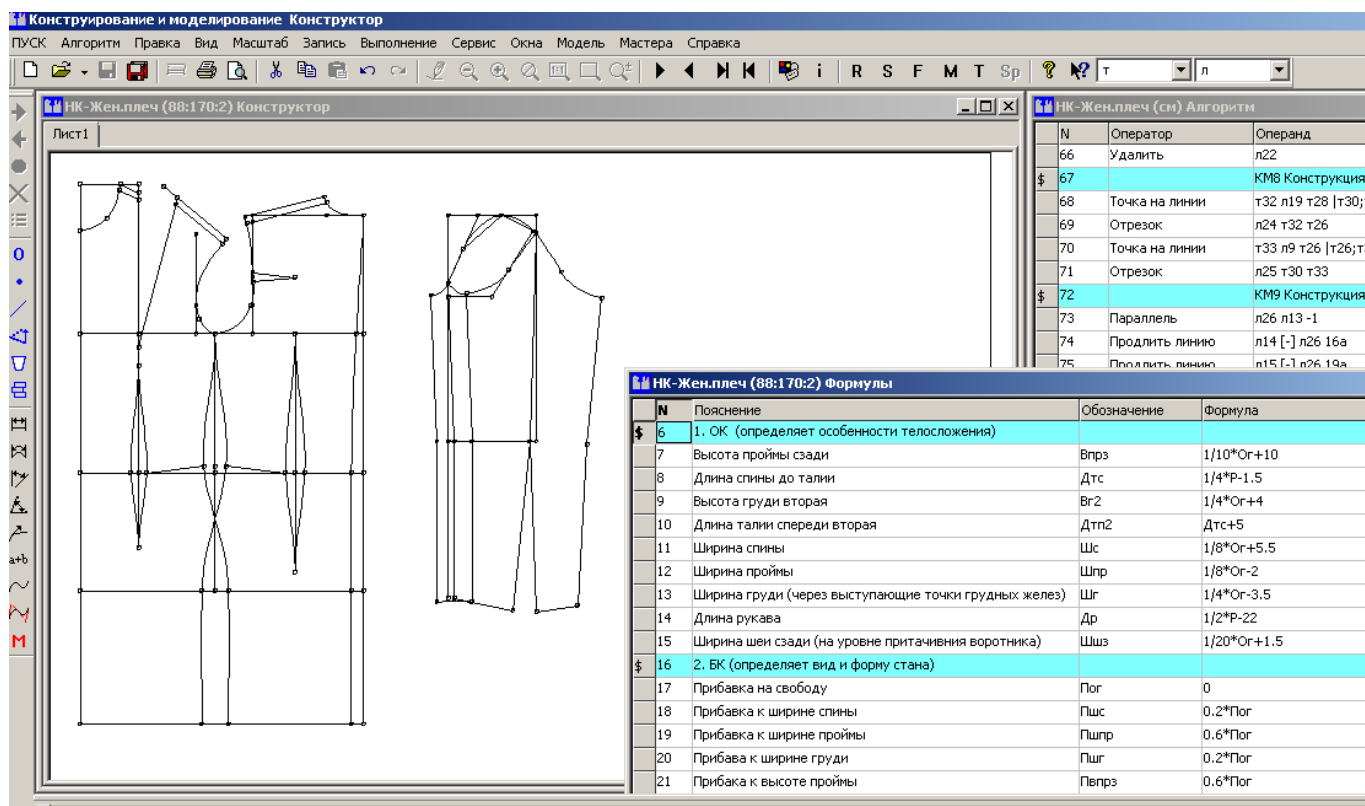 Конструирование и моделирование Конструктор
ПУСК Алгоритм Правка Вид Масштаб Запись Выполнение Сервис Окна Модель Мастера Справка
i R S F M T Sp т л
НК-Жен.плеч (88:170:2) Конструктор
Лист1
a+b
M
НК-Жен.плеч (см) Алгоритм
N Оператор Операнд
66 Удалить л22
$ 67 КМ8 Конструкция
68 Точка на линии т32 л19 т28 |т30;
69 Отрезок л24 т32 т26
70 Точка на линии т33 л9 т26 |т26;т
71 Отрезок л25 т30 т33
$ 72 КМ9 Конструкция
73 Параллель л26 л13 -1
74 Продлить линию л14 [-] л26 16а
75 Продлить линию л15 [-] л26 19а
НК-Жен.плеч (88:170:2) Формулы
N Пояснение Обозначение Формула
$ 6 1. ОК (определяет особенности телосложения)
7 Высота проймы сзади Впрз 1/10*Ог+10
8 Длина спины до талии Дтс 1/4*Р-1.5
9 Высота груди вторая Вг2 1/4*Ог+4
10 Длина талии спереди вторая Дтп2 Дтс+5
11 Ширина спины Шс 1/8*Ог+5.5
12 Ширина проймы Шпр 1/8*Ог-2
13 Ширина груди (через выступающие точки грудных желез) Шг 1/4*Ог-3.5
14 Длина рукава Др 1/2*Р-22
15 Ширина шеи сзади (на уровне притачивния воротника) Шшз 1/20*Ог+1.5
$ 16 2. БК (определяет вид и форму стана)
17 Прибавка на свободу Пог 0
18 Прибавка к ширине спины Пшс 0.2*Пог
19 Прибавка к ширине проймы Пшпр 0.6*Пог
20 Прибава к ширине груди Пшг 0.2*Пог
21 Прибака к высоте проймы Пвпрз 0.6*Пог